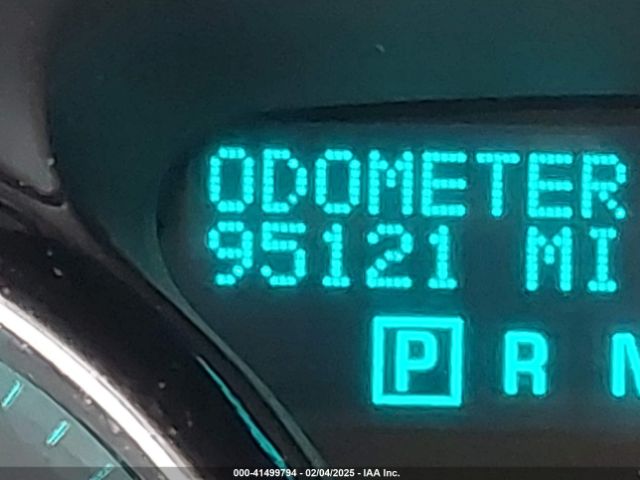 ODOMETER
95121 MI
P R N
000-41499794 - 02/04/2025 - IAA Inc.